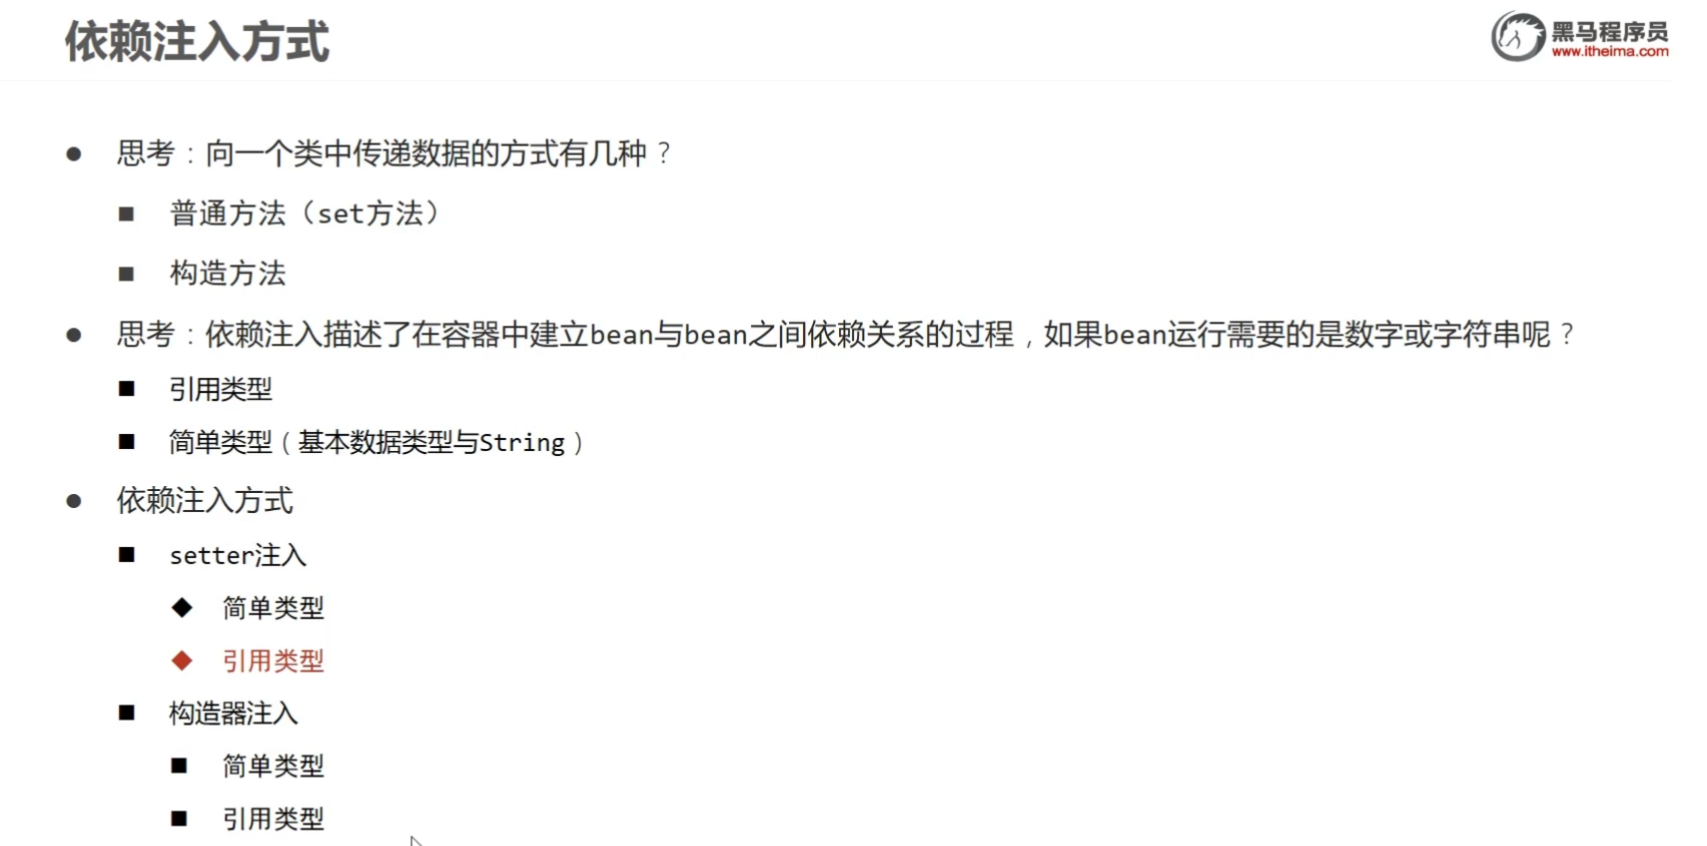 依赖注入方式
黑马程序员
www.itheima.com
思考：向一个类中传递数据的方式有几种？
普通方法（set方法）
构造方法
思考：依赖注入描述了在容器中建立bean与bean之间依赖关系的过程，如果bean运行需要的是数字或字符串呢？
引用类型
简单类型（基本数据类型与String）
依赖注入方式
setter注入
简单类型
引用类型
构造器注入
简单类型
引用类型